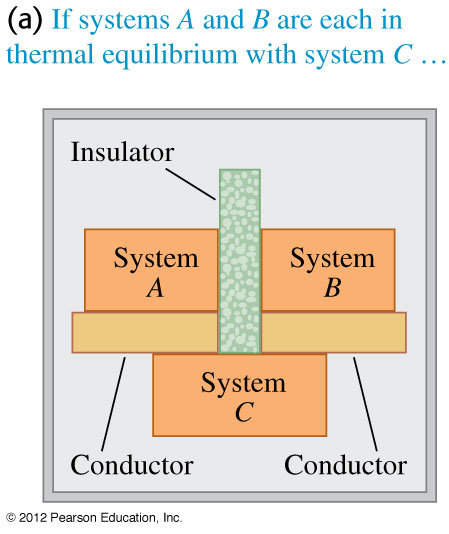 (a) If systems A and B are each in
thermal equilibrium with system C ...
Insulator
System
A
System
B
System
C
Conductor
Conductor
© 2012 Pearson Education, Inc.